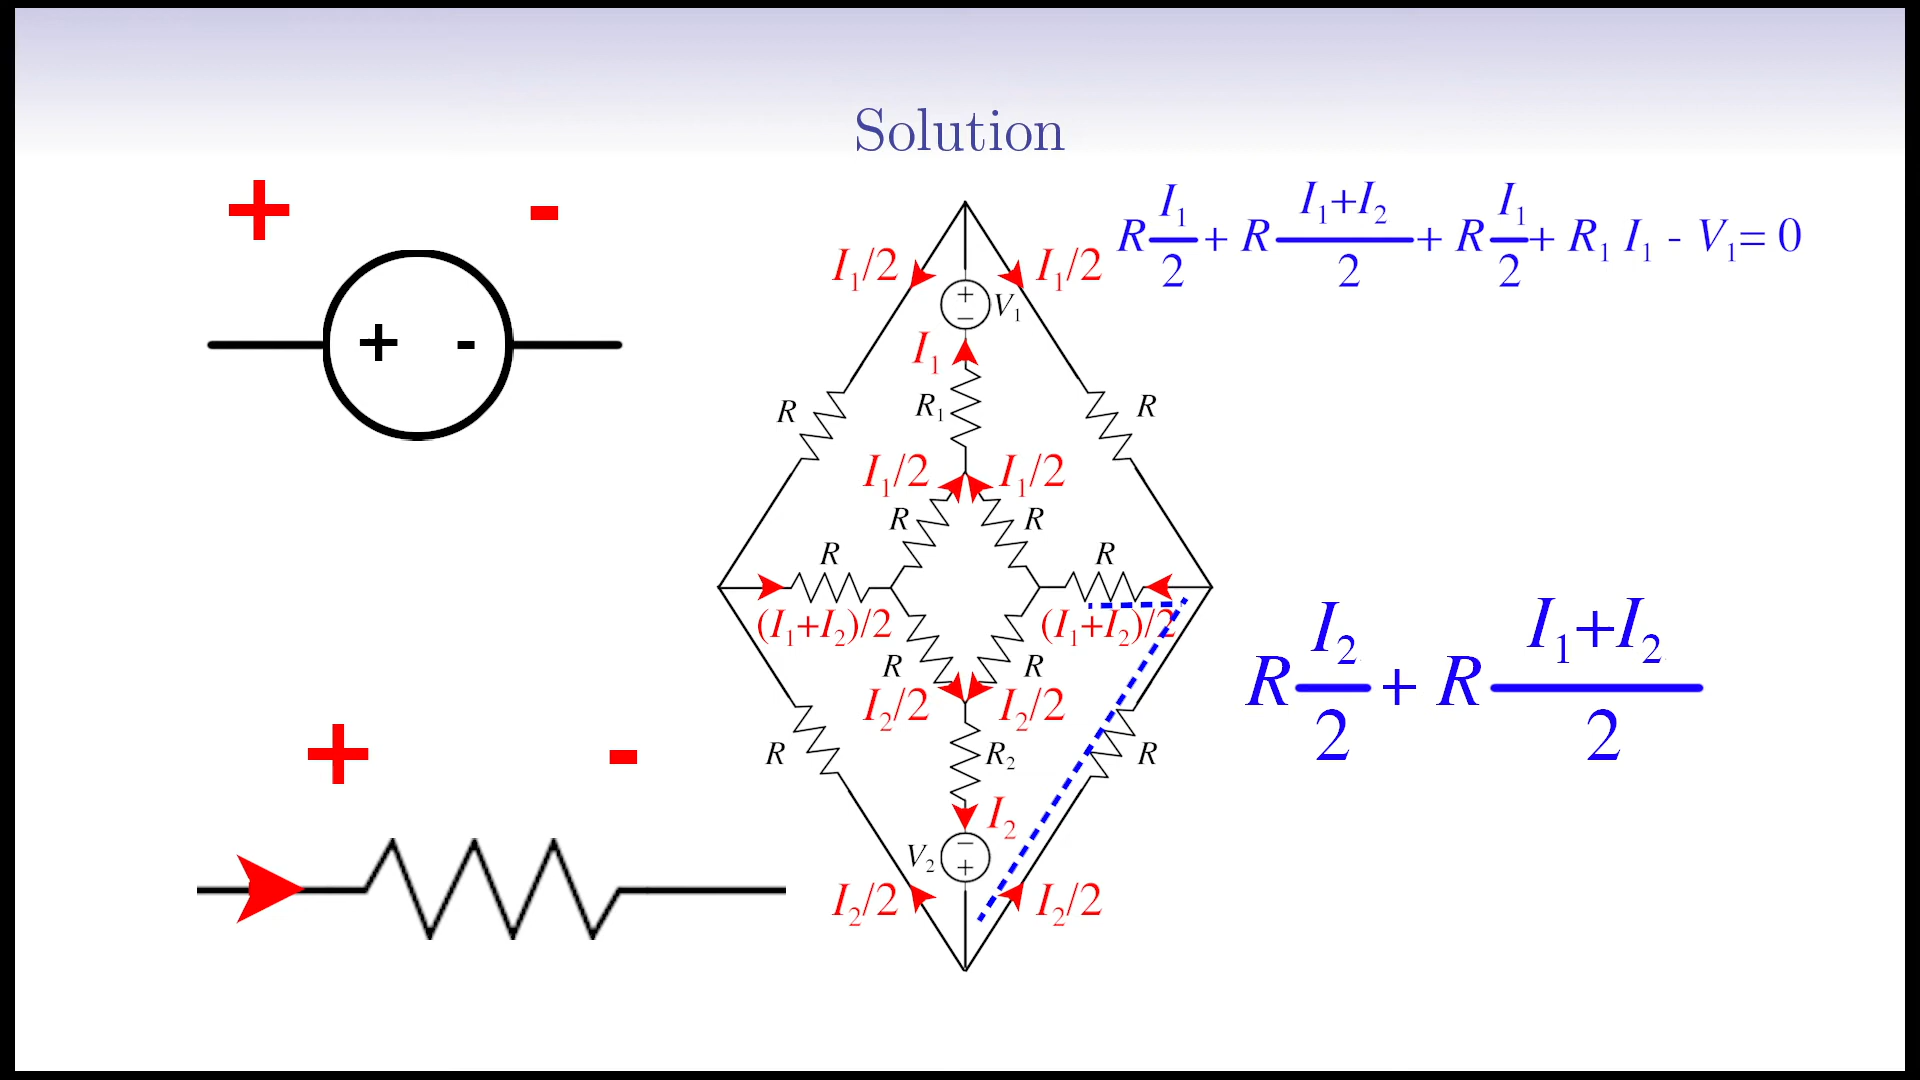 Solution
+ -
+ -
R I₁/2 + R (I₁+I₂)/2 + R I₁/2 + R₁ I₁ - V₁ = 0
I₁/2 I₁/2
+
−
V₁
I₁
R R₁ R
I₁/2 I₁/2
R R
R R
(I₁+I₂)/2 (I₁+I₂)/2
R R
I₂/2 I₂/2
R R₂ R
I₂
V₂
−
+
I₂/2 I₂/2
R I₂/2 + R (I₁+I₂)/2
+ -